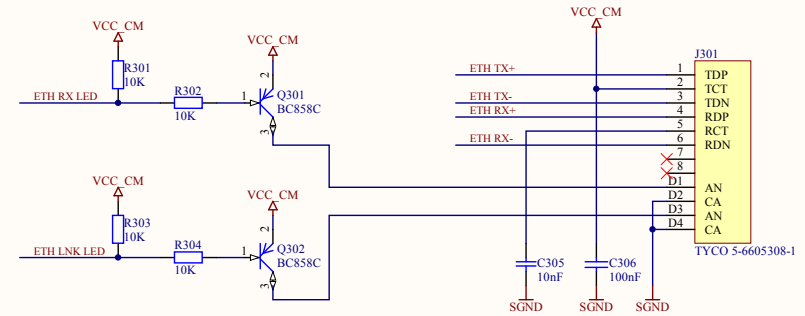 VCC_CM
R301
10K
ETH RX LED
R302
10K
VCC_CM
2
1
Q301
BC858C
3
VCC_CM
R303
10K
ETH LNK LED
R304
10K
VCC_CM
2
1
Q302
BC858C
3
VCC_CM
J301
ETH TX+
1
TDP
2
TCT
ETH TX-
3
TDN
ETH RX+
4
RDP
5
RCT
ETH RX-
6
RDN
7
8
D1
AN
D2
CA
D3
AN
D4
CA
TYCO 5-6605308-1
C305
10nF
C306
100nF
SGND
SGND
SGND